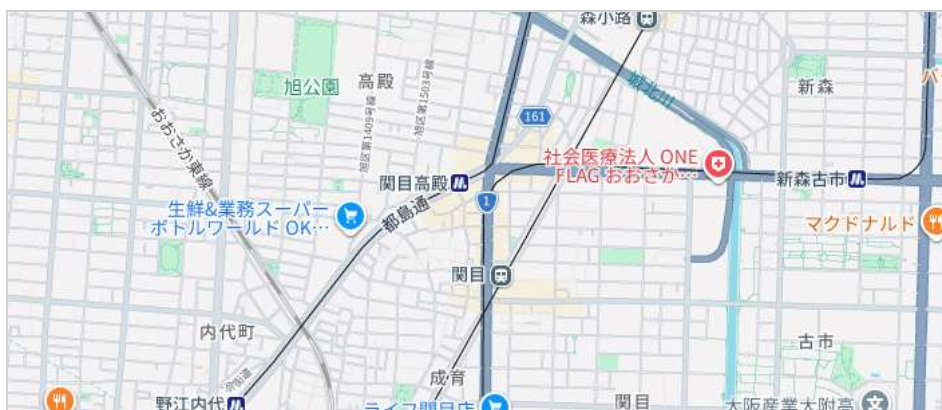 森小路
旭公園
高殿
旭区第1409号線
旭区第1503号線
城北川
新森
バ
おおさか東線
161
社会医療法人 ONE
FLAG おおさか…
関目高殿
新森古市
1
生鮮&業務スーパー
ボトルワールド OK…
都島通
マクドナルド
関目
内代町
古市
成育
野江内代
ライフ関目店
関目
大阪産業大附高